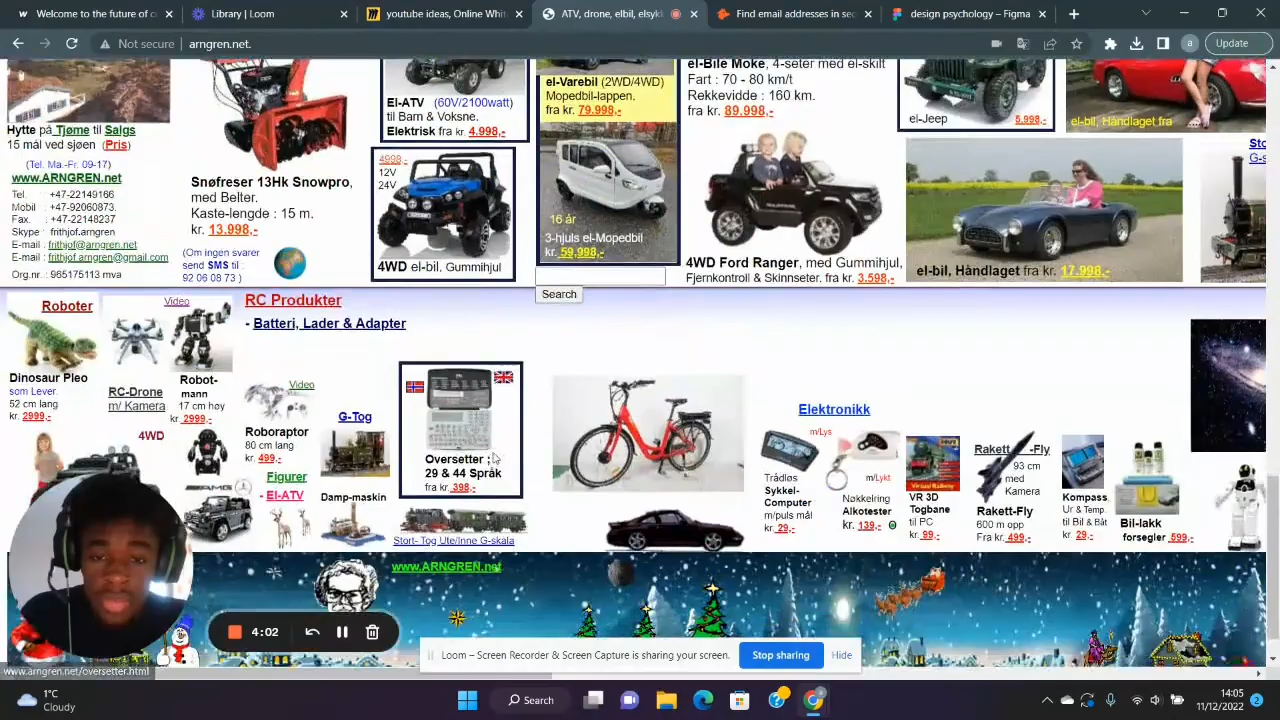 Welcome to the future of c
Library | Loom
youtube ideas, Online Whit
ATV, drone, elbil, elsykk
Find email addresses in sec
design psychology – Figma
Not secure | arngren.net.
a
Update
Hytte på Tjøme til Salgs
15 mål ved sjøen (Pris)
(Tel. Ma.-Fr. 09-17)
www.ARNGREN.net
Tel. : +47-22149166
Mobil : +47-92060873
Fax. : +47-22148237
Skype : frithjof.arngren
E-mail : frithjof@arngren.net
E-mail : frithjof.arngren@gmail.com
Org.nr.: 965175113 mva
Snøfreser 13Hk Snowpro,
med Belter.
Kaste-lengde : 15 m.
kr. 13.998,-
(Om ingen svarer
send SMS til :
92 06 08 73 )
El-ATV (60V/2100watt)
til Barn & Voksne.
Elektrisk fra kr. 4.998,-
4998,-
12V
24V
4WD el-bil, Gummihjul
el-Varebil (2WD/4WD)
Mopedbil-lappen.
fra kr. 79.998,-
16 år
3-hjuls el-Mopedbil
kr. 59,998,-
Search
el-Bile Moke, 4-seter med el-skilt
Fart : 70 - 80 km/t
Rekkevidde : 160 km.
fra kr. 89.998,-
4WD Ford Ranger, med Gummihjul,
Fjernkontroll & Skinnseter. fra kr. 3.598,-
el-Jeep
5.998,-
el-bil, Håndlaget fra
el-bil, Håndlaget fra kr. 17.998,-
Sto
G-s
Roboter
Video
RC Produkter
- Batteri, Lader & Adapter
Dinosaur Pleo
som Lever.
52 cm lang
kr. 2999,-
RC-Drone
m/ Kamera
Robot-
mann
17 cm høy
kr. 2999,-
4WD
AMG
Video
Roboraptor
80 cm lang
kr. 499,-
Figurer
- El-ATV
G-Tog
Damp-maskin
Oversetter ;
29 & 44 Språk
fra kr. 398,-
Stort- Tog Ute/Inne G-skala
Elektronikk
m/Lys
Trådløs
Sykkel-
Computer
m/puls mål
kr. 29,-
m/Lykt
Nøkkelring
Alkotester
kr. 139,-
VR 3D
Togbane
til PC
kr. 99,-
Rakett -Fly
93 cm
med
Kamera
Rakett-Fly
600 m opp
Fra kr. 499,-
Kompass
Ur & Temp.
til Bil & Båt
kr. 29,-
Bil-lakk
forsegler 599,-
www.ARNGREN.net
4:02
Loom – Screen Recorder & Screen Capture is sharing your screen.
Stop sharing
Hide
www.arngren.net/oversetter.html
1°C
Cloudy
Search
14:05
11/12/2022
2